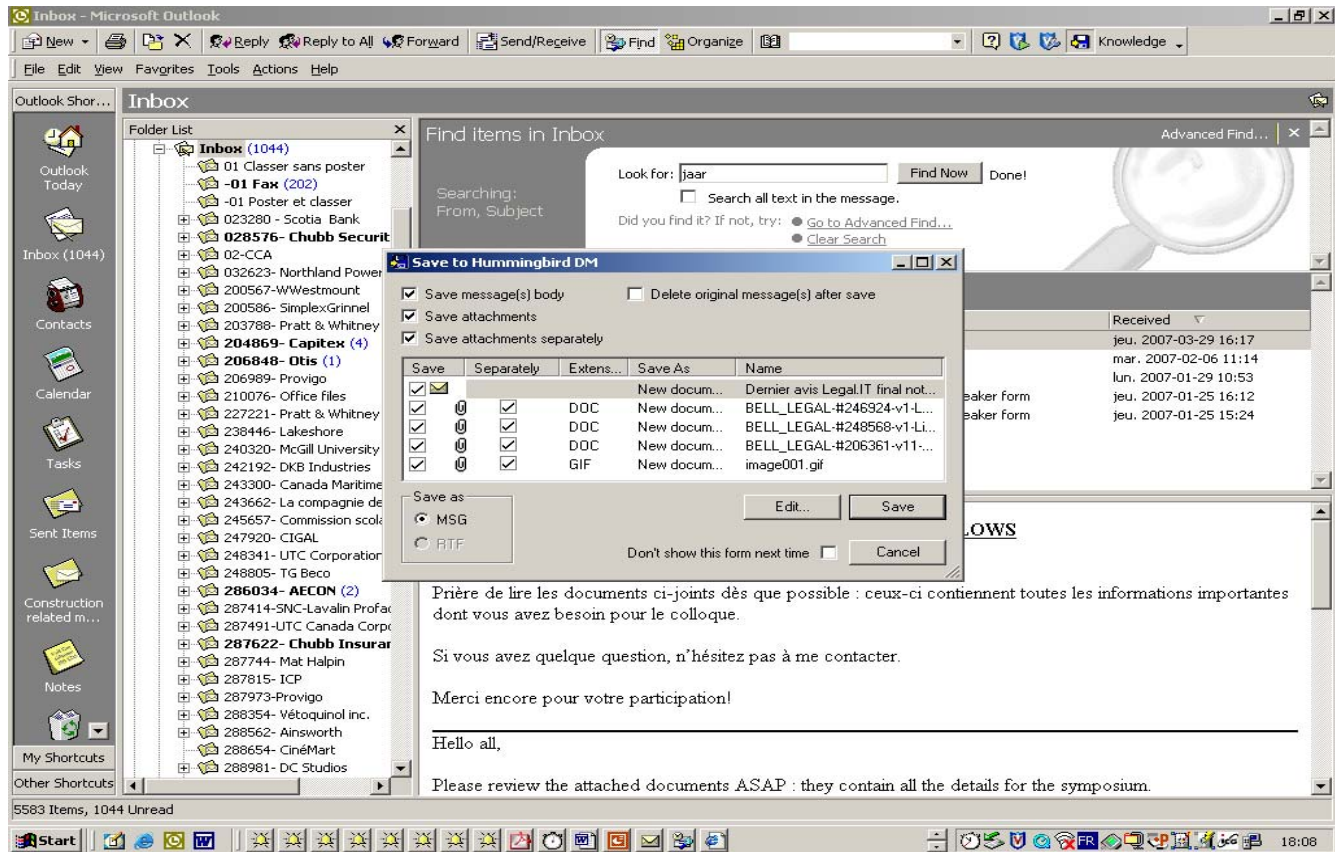 Inbox - Microsoft Outlook
New Reply Reply to All Forward Send/Receive Find Organize Knowledge
File Edit View Favorites Tools Actions Help
Outlook Shor...
Inbox
Outlook Today
Inbox (1044)
Contacts
Calendar
Tasks
Sent Items
Construction related m...
Notes
My Shortcuts
Other Shortcuts
Folder List
Inbox (1044)
01 Classer sans poster
-01 Fax (202)
-01 Poster et classer
023280 - Scotia Bank
028576- Chubb Securit
02-CCA
032623- Northland Power
200567-WWestmount
200586- SimplexGrinnel
203788- Pratt & Whitney
204869- Capitex (4)
206848- Otis (1)
206989- Provigo
210076- Office files
227221- Pratt & Whitney
238446- Lakeshore
240320- McGill University
242192- DKB Industries
243300- Canada Maritime
243662- La compagnie de
245657- Commission scola
247920- CIGAL
248341- UTC Corporation
248805- TG Beco
286034- AECON (2)
287414-SNC-Lavalin Profac
287491-UTC Canada Corpo
287622- Chubb Insuran
287744- Mat Halpin
287815- ICP
287973-Provigo
288354- Vétoquinol inc.
288562- Ainsworth
288654- CinéMart
288981- DC Studios
Find items in Inbox
Advanced Find...
Searching:
From, Subject
Look for: jaar Find Now Done!
Search all text in the message.
Did you find it? If not, try: Go to Advanced Find...
Clear Search
Received
jeu. 2007-03-29 16:17
mar. 2007-02-06 11:14
lun. 2007-01-29 10:53
eaker form jeu. 2007-01-25 16:12
eaker form jeu. 2007-01-25 15:24
Save to Hummingbird DM
Save message(s) body Delete original message(s) after save
Save attachments
Save attachments separately
Save Separately Extens... Save As Name
New docum... Dernier avis Legal.IT final not...
DOC New docum... BELL_LEGAL-#246924-v1-L...
DOC New docum... BELL_LEGAL-#248568-v1-Li...
DOC New docum... BELL_LEGAL-#206361-v11-...
GIF New docum... image001.gif
Save as
MSG
RTF
Edit... Save
Don't show this form next time Cancel
LOWS
Prière de lire les documents ci-joints dès que possible : ceux-ci contiennent toutes les informations importantes
dont vous avez besoin pour le colloque.
Si vous avez quelque question, n'hésitez pas à me contacter.
Merci encore pour votre participation!
Hello all,
Please review the attached documents ASAP : they contain all the details for the symposium.
5583 Items, 1044 Unread
Start FR 18:08